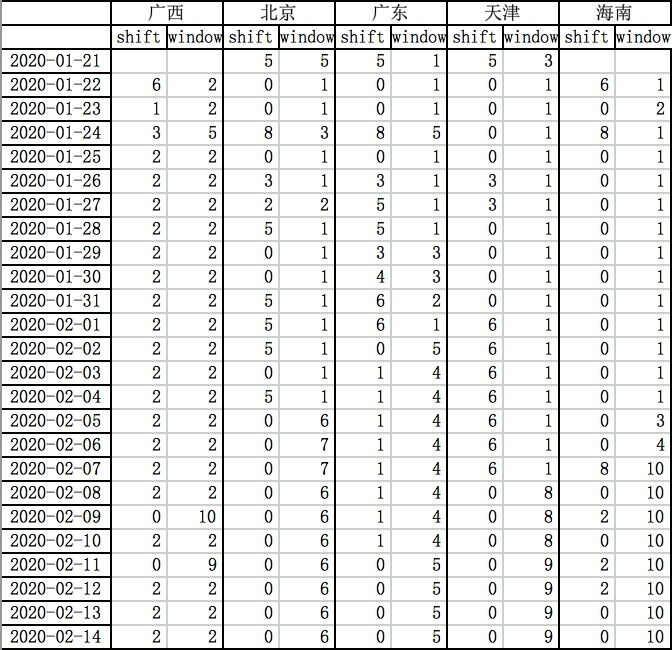 广西 北京 广东 天津 海南
shift window shift window shift window shift window shift window
2020-01-21 5 5 5 1 5 3
2020-01-22 6 2 0 1 0 1 0 1 6 1
2020-01-23 1 2 0 1 0 1 0 1 0 2
2020-01-24 3 5 8 3 8 5 0 1 8 1
2020-01-25 2 2 0 1 0 1 0 1 0 1
2020-01-26 2 2 3 1 3 1 3 1 0 1
2020-01-27 2 2 2 2 5 1 3 1 0 1
2020-01-28 2 2 5 1 5 1 0 1 0 1
2020-01-29 2 2 0 1 3 3 0 1 0 1
2020-01-30 2 2 0 1 4 3 0 1 0 1
2020-01-31 2 2 5 1 6 2 0 1 0 1
2020-02-01 2 2 5 1 6 1 6 1 0 1
2020-02-02 2 2 5 1 0 5 6 1 0 1
2020-02-03 2 2 0 1 1 4 6 1 0 1
2020-02-04 2 2 5 1 1 4 6 1 0 1
2020-02-05 2 2 0 6 1 4 6 1 0 3
2020-02-06 2 2 0 7 1 4 6 1 0 4
2020-02-07 2 2 0 7 1 4 6 1 8 10
2020-02-08 2 2 0 6 1 4 0 8 0 10
2020-02-09 0 10 0 6 1 4 0 8 2 10
2020-02-10 2 2 0 6 1 4 0 8 0 10
2020-02-11 0 9 0 6 0 5 0 9 2 10
2020-02-12 2 2 0 6 0 5 0 9 2 10
2020-02-13 2 2 0 6 0 5 0 9 0 10
2020-02-14 2 2 0 6 0 5 0 9 0 10